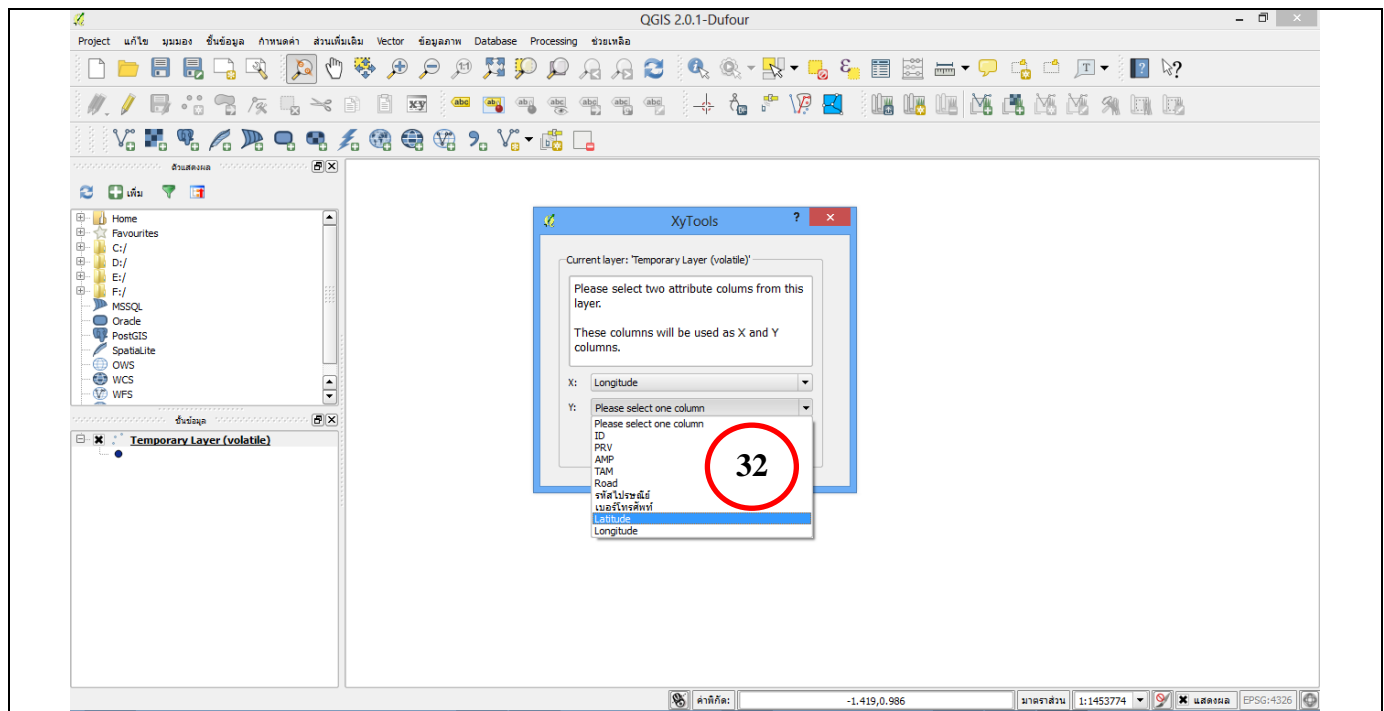 QGIS 2.0.1-Dufour
Project แก้ไข มุมมอง ชั้นข้อมูล กำหนดค่า ส่วนเพิ่มเติม Vector ข้อมูลภาพ Database Processing ช่วยเหลือ
ตัวแสดงผล
เพิ่ม
Home
Favourites
C:/
D:/
E:/
F:/
MSSQL
Oracle
PostGIS
SpatiaLite
OWS
WCS
WFS
ชั้นข้อมูล
Temporary Layer (volatile)
XyTools
Current layer: 'Temporary Layer (volatile)'
Please select two attribute colums from this
layer.
These columns will be used as X and Y
columns.
X: Longitude
Y: Please select one column
Please select one column
ID
PRV
AMP
TAM
Road
รหัสไปรษณีย์
เบอร์โทรศัพท์
Latitude
Longitude
32
ค่าพิกัด: -1.419,0.986 มาตราส่วน 1:1453774 แสดงผล EPSG:4326